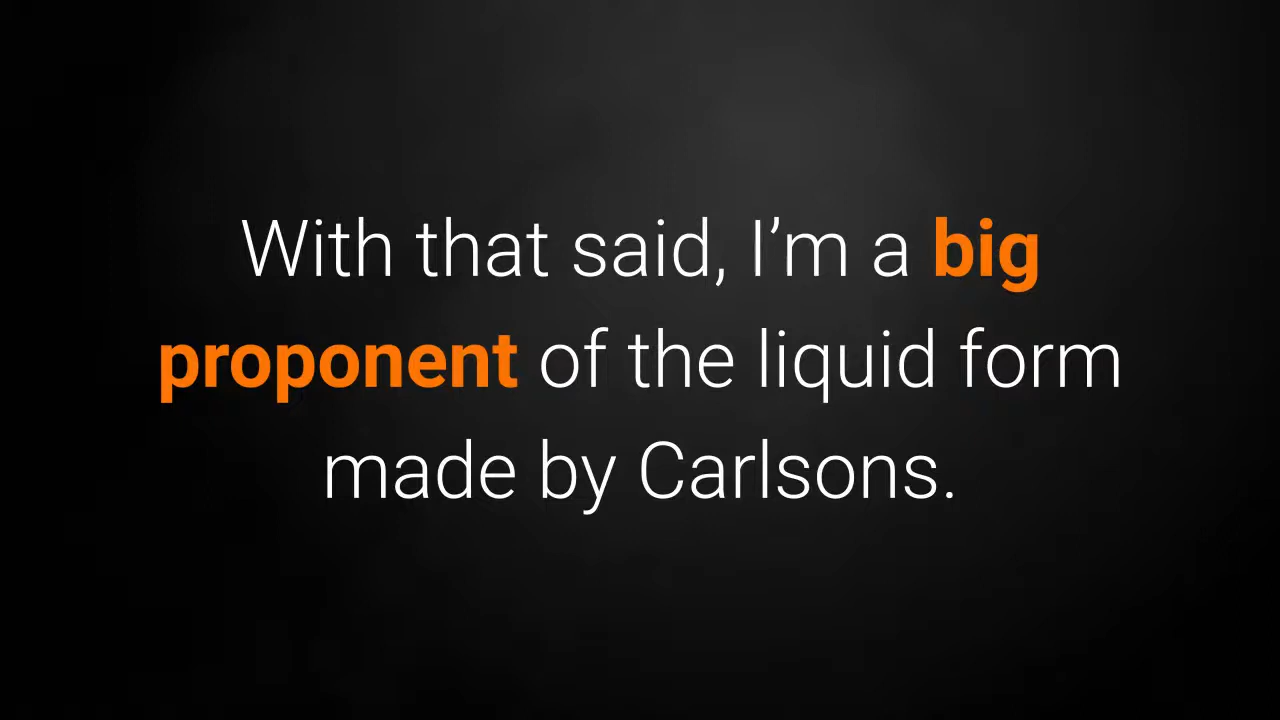 With that said, I’m a big
proponent of the liquid form
made by Carlsons.